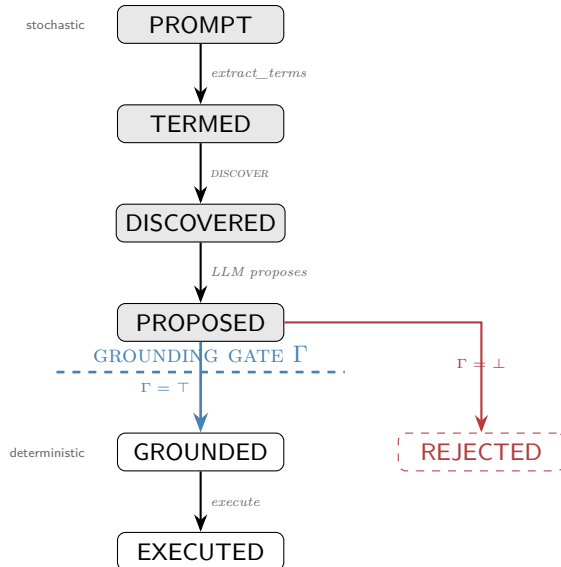 stochastic
PROMPT
extract_terms
TERMED
DISCOVER
DISCOVERED
LLM proposes
PROPOSED
GROUNDING GATE Γ
Γ = ⊥
Γ = ⊤
deterministic
GROUNDED
REJECTED
execute
EXECUTED